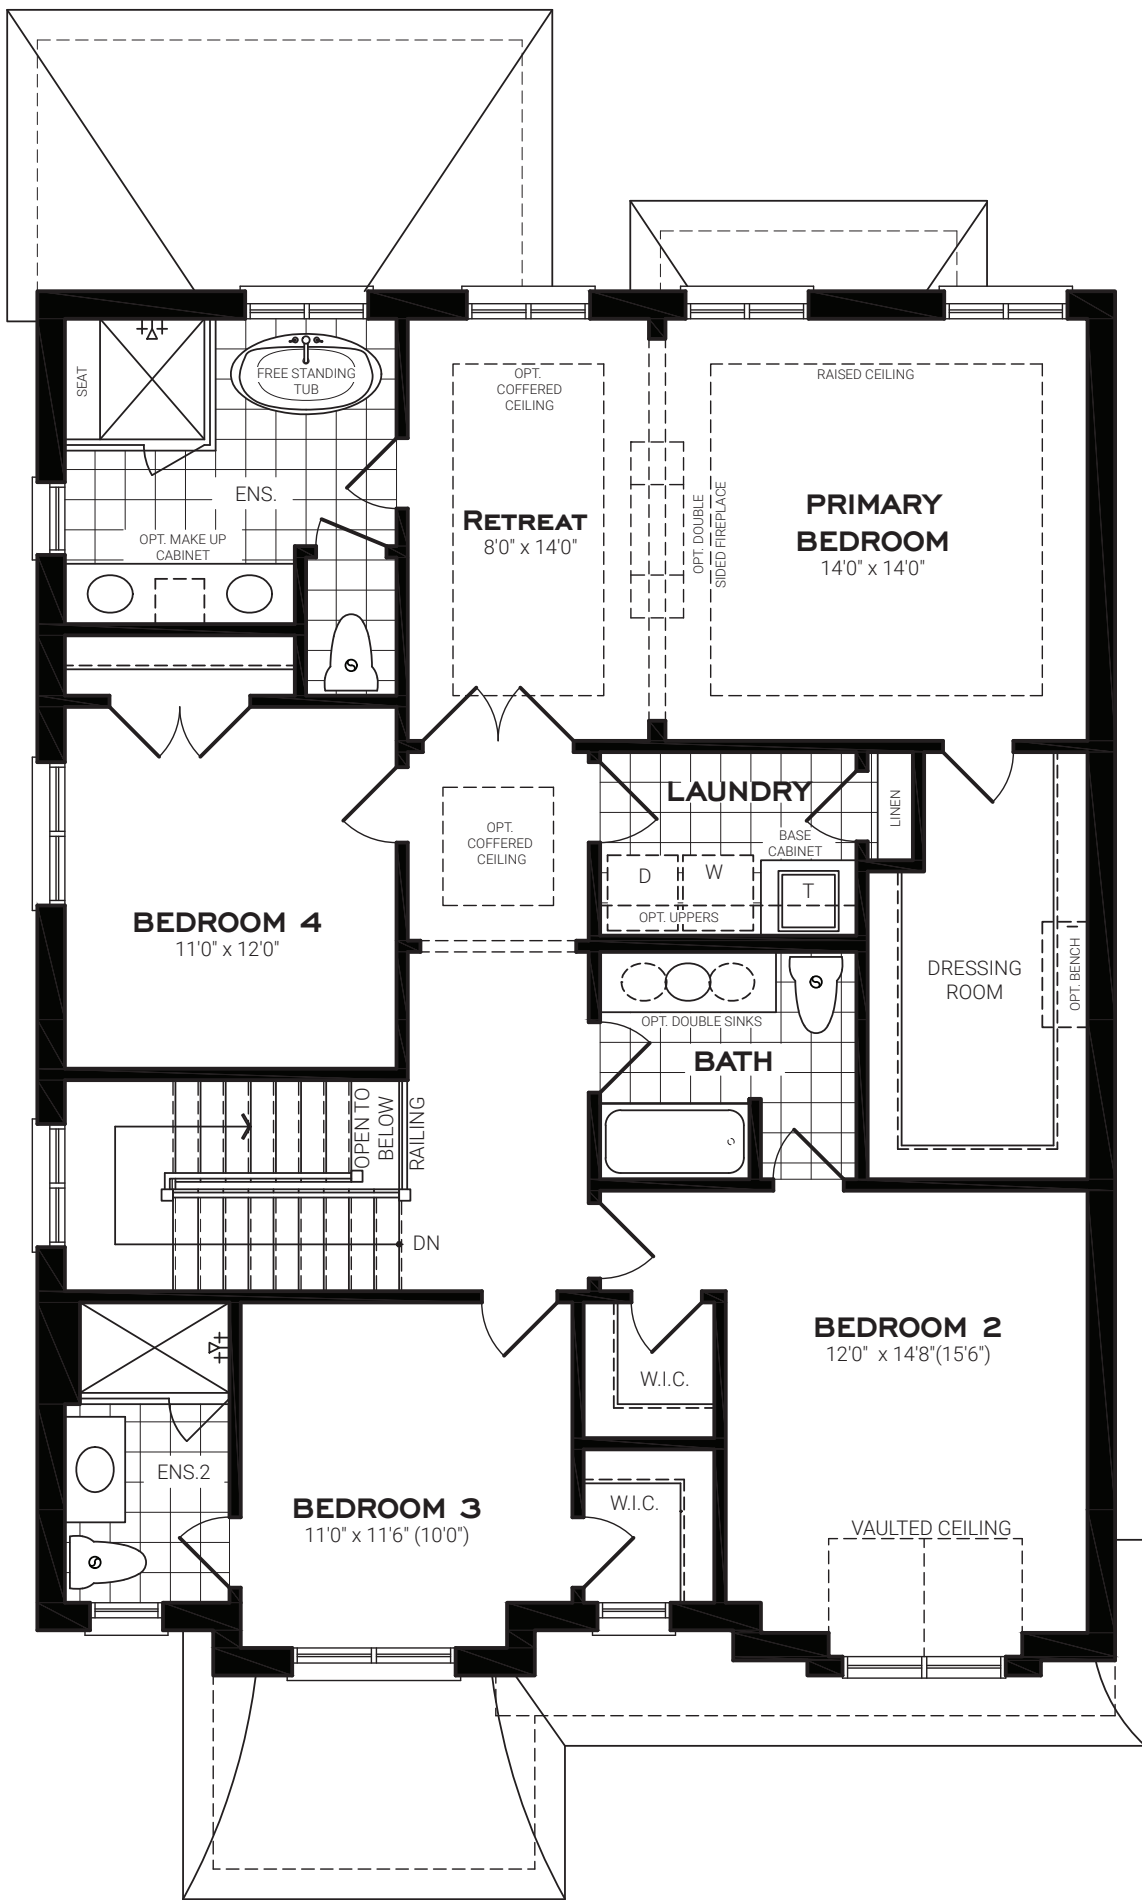 SEAT
FREE STANDING
TUB
OPT.
COFFERED
CEILING
RAISED CEILING
ENS.
OPT. MAKE UP
CABINET
RETREAT
8'0" x 14'0"
OPT. DOUBLE
SIDED FIREPLACE
PRIMARY
BEDROOM
14'0" x 14'0"
LAUNDRY
LINEN
BASE
CABINET
OPT.
COFFERED
CEILING
D
W
T
OPT. UPPERS
BEDROOM 4
11'0" x 12'0"
DRESSING
ROOM
OPT. BENCH
OPT. DOUBLE SINKS
BATH
OPEN TO
BELOW
RAILING
DN
BEDROOM 2
12'0" x 14'8"(15'6")
W.I.C.
ENS.2
W.I.C.
BEDROOM 3
11'0" x 11'6" (10'0")
VAULTED CEILING